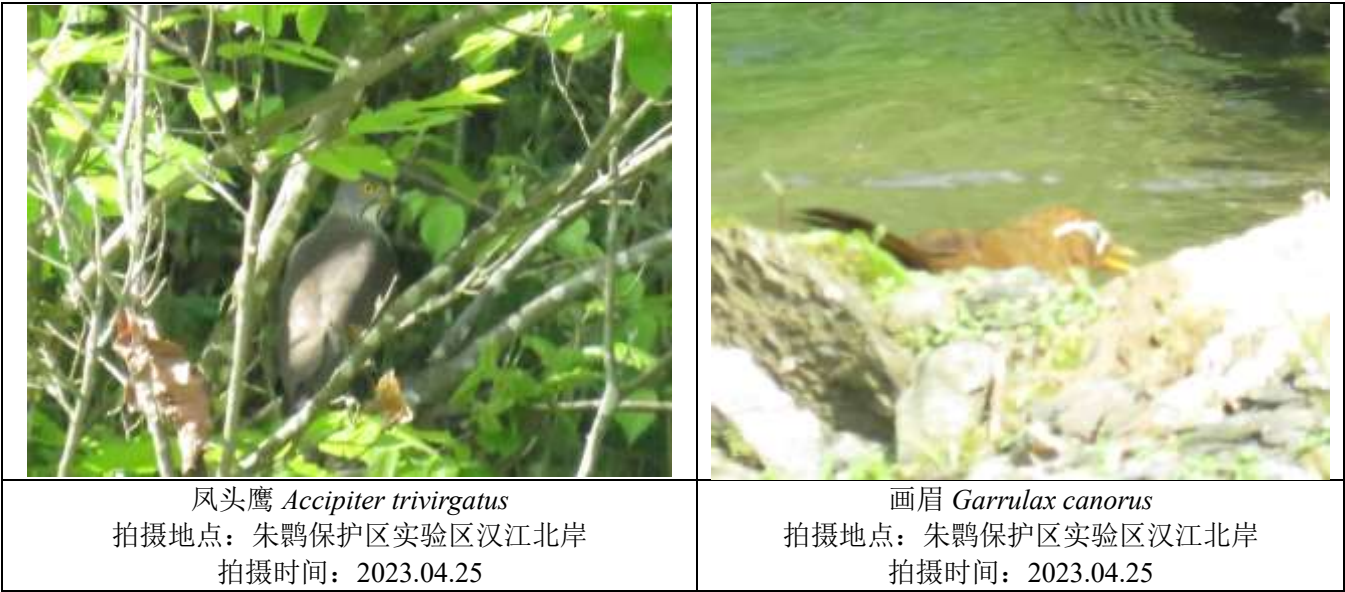 凤头鹰 Accipiter trivirgatus
拍摄地点：朱鹮保护区实验区汉江北岸
拍摄时间：2023.04.25
画眉 Garrulax canorus
拍摄地点：朱鹮保护区实验区汉江北岸
拍摄时间：2023.04.25